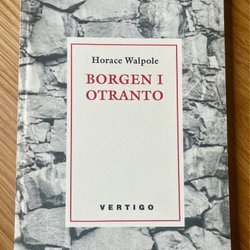 Horace Walpole
BORGEN I
OTRANTO
VERTIGO